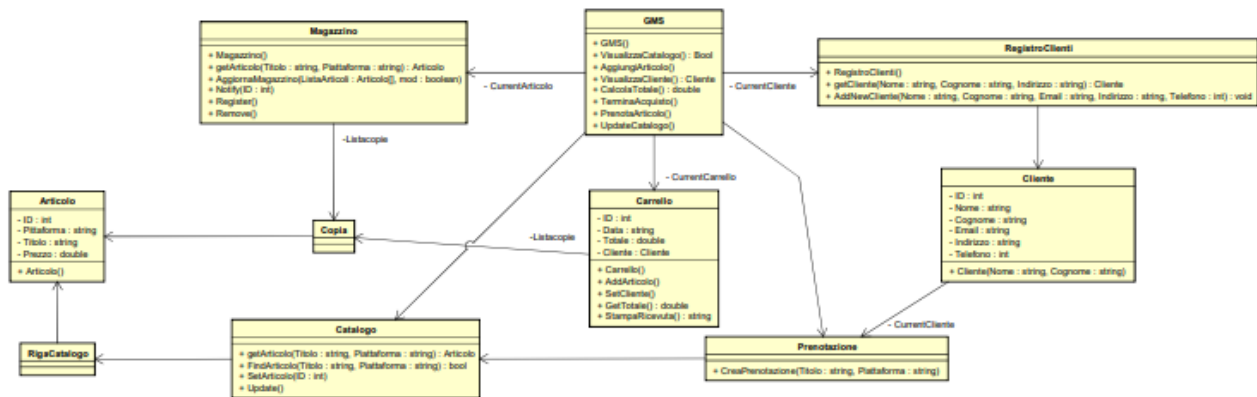 Magazzino
+ Magazzino()
+ getArticolo(Titolo : string, Piattaforma : string) : Articolo
+ AggiornaMagazzino(ListaArticoli : Articolo[], mod : boolean)
+ Notify(ID : int)
+ Register()
+ Remove()
GMS
+ GMS()
+ VisualizzaCatalogo() : Bool
+ AggiungiArticolo()
+ VisualizzaCliente() : Cliente
+ CalcolaTotale() : double
+ TerminaAcquisto()
+ PrenotaArticolo()
+ UpdateCatalogo()
RegistroClienti
+ RegistroClienti()
+ getCliente(Nome : string, Cognome : string, Indirizzo : string) : Cliente
+ AddNewCliente(Nome : string, Cognome : string, Email : string, Indirizzo : string, Telefono : int) : void
- CurrentArticolo
- CurrentCliente
-Listacopie
- CurrentCarrello
Articolo
- ID : int
- Pittaforma : string
- Titolo : string
- Prezzo : double
+ Articolo()
Copia
-Listacopie
Carrello
- ID : int
- Data : string
- Totale : double
- Cliente : Cliente
+ Carrello()
+ AddArticolo()
+ SetCliente()
+ GetTotale() : double
+ StampaRicevuta() : string
Cliente
- ID : int
- Nome : string
- Cognome : string
- Email : string
- Indirizzo : string
- Telefono : int
+ Cliente(Nome : string, Cognome : string)
- CurrentCliente
RigaCatalogo
Catalogo
+ getArticolo(Titolo : string, Piattaforma : string) : Articolo
+ FindArticolo(Titolo : string, Piattaforma : string) : bool
+ SetArticolo(ID : int)
+ Update()
Prenotazione
+ CreaPrenotazione(Titolo : string, Piattaforma : string)